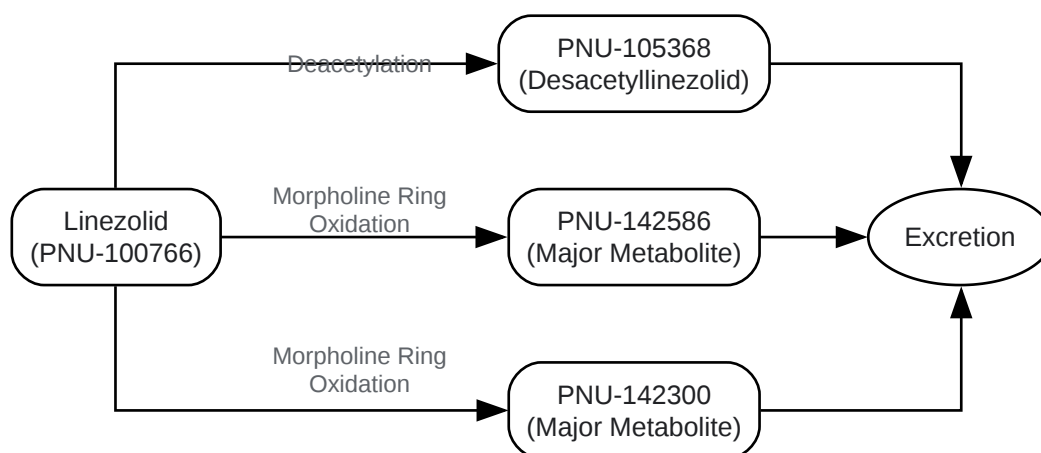 Deacetylation
PNU-105368
(Desacetyllinezolid)
Linezolid
(PNU-100766)
Morpholine Ring
Oxidation
PNU-142586
(Major Metabolite)
Excretion
Morpholine Ring
Oxidation
PNU-142300
(Major Metabolite)